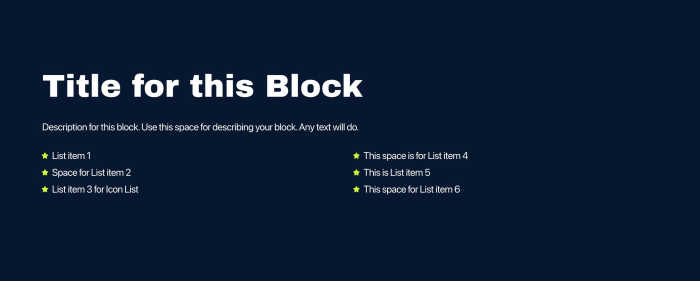 Title for this Block
Description for this block. Use this space for describing your block. Any text will do.
List item 1
Space for List item 2
List item 3 for Icon List
This space is for List item 4
This is List item 5
This space for List item 6